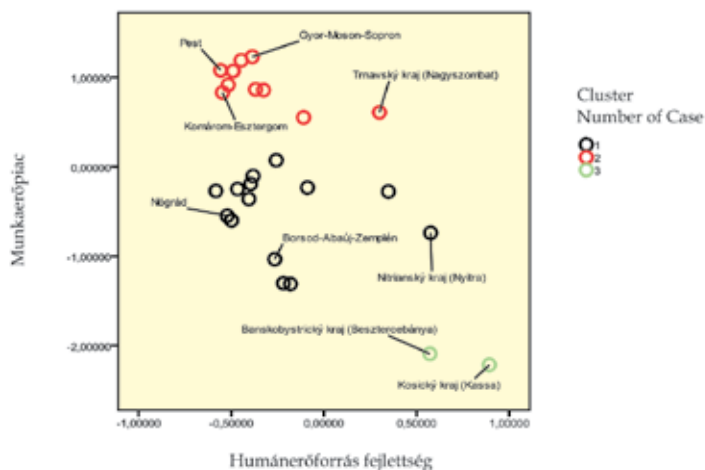 Pest
Gyor-Moson-Sopron
Trnavský kraj (Nagyszombat)
Komárom-Esztergom
Nógrád
Borsod-Abaúj-Zemplén
Nitrianský kraj (Nyitra)
Banskobystrický kraj (Besztercebánya)
Kosický kraj (Kassa)
1,00000
0,00000
-1,00000
-2,00000
-1,00000
-0,50000
0,00000
0,50000
1,00000
Munkaerőpiac
Humánerőforrás fejlettség
Cluster
Number of Case
1
2
3